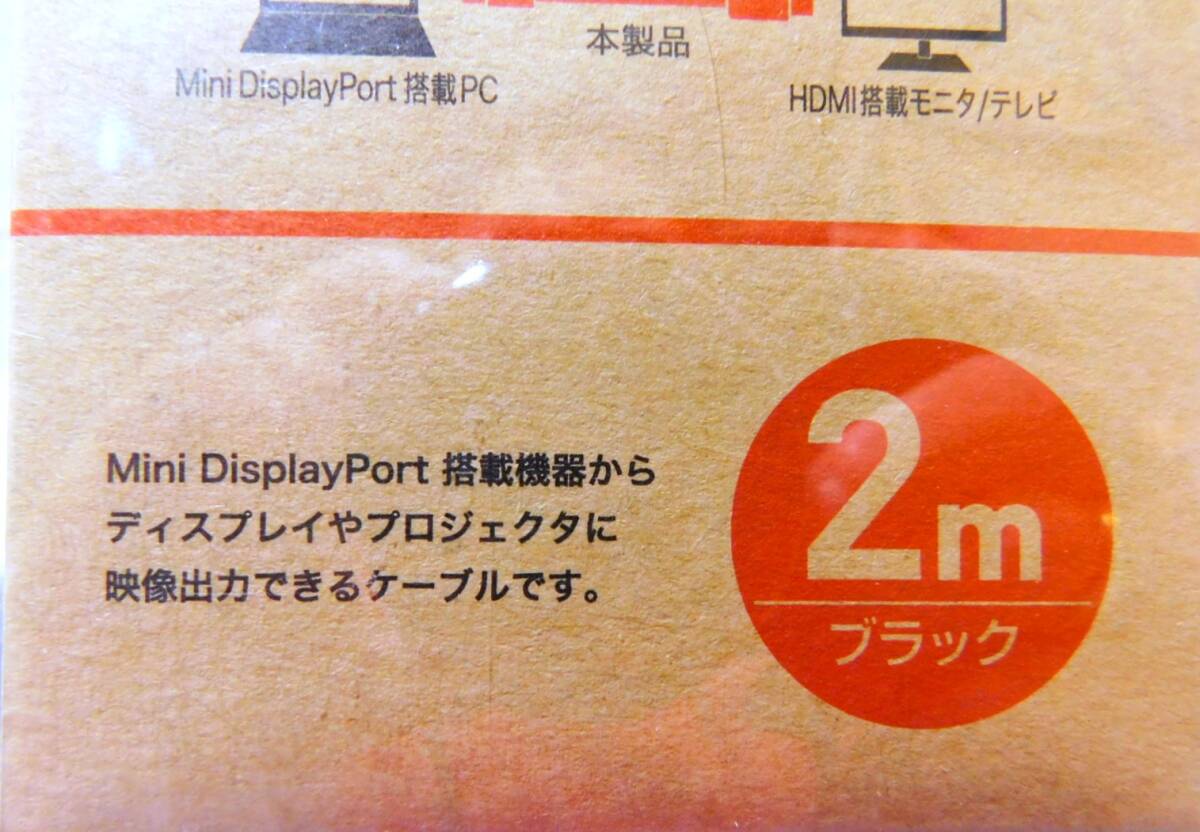 本製品
Mini DisplayPort 搭載PC
HDMI搭載モニタ/テレビ
Mini DisplayPort 搭載機器から
ディスプレイやプロジェクタに
映像出力できるケーブルです。
2m
ブラック